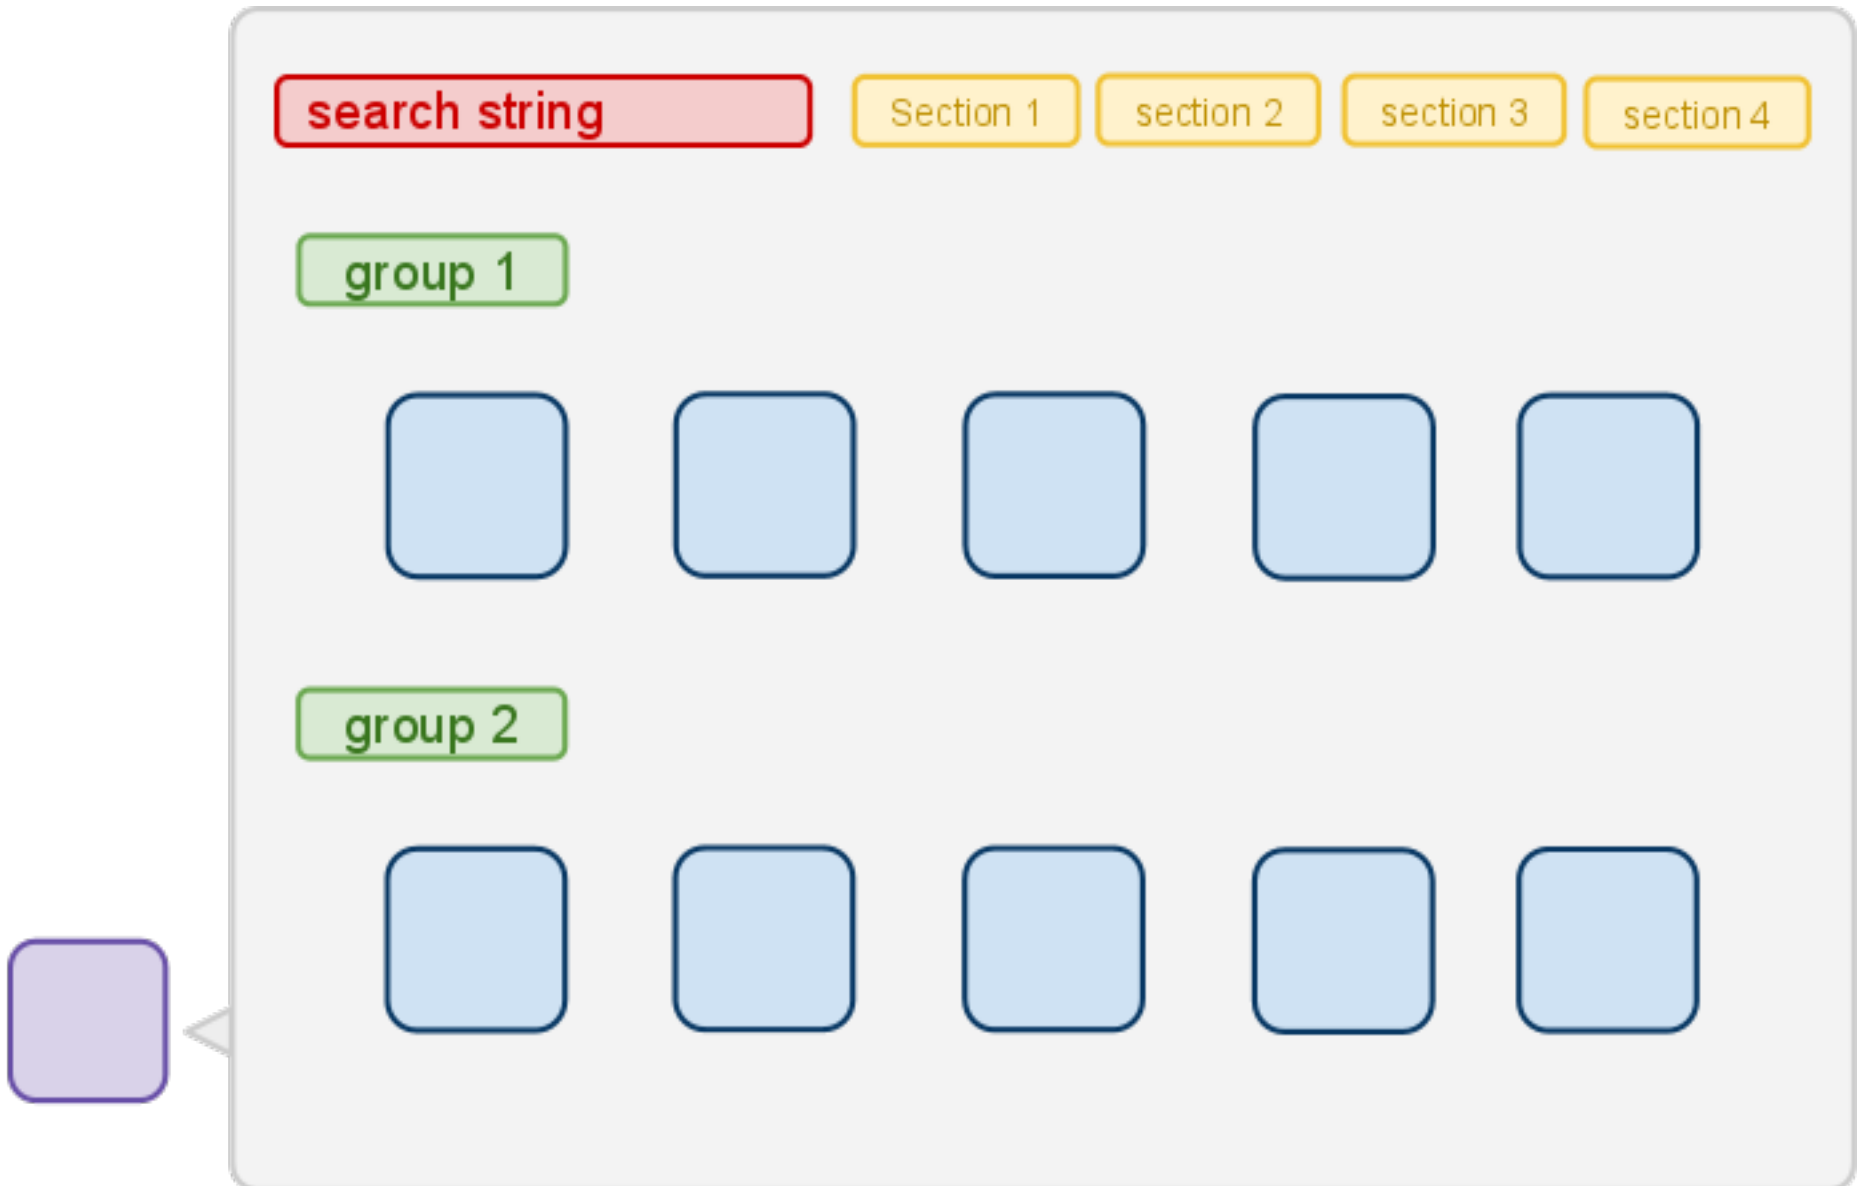 search string
Section 1
section 2
section 3
section 4
group 1
group 2